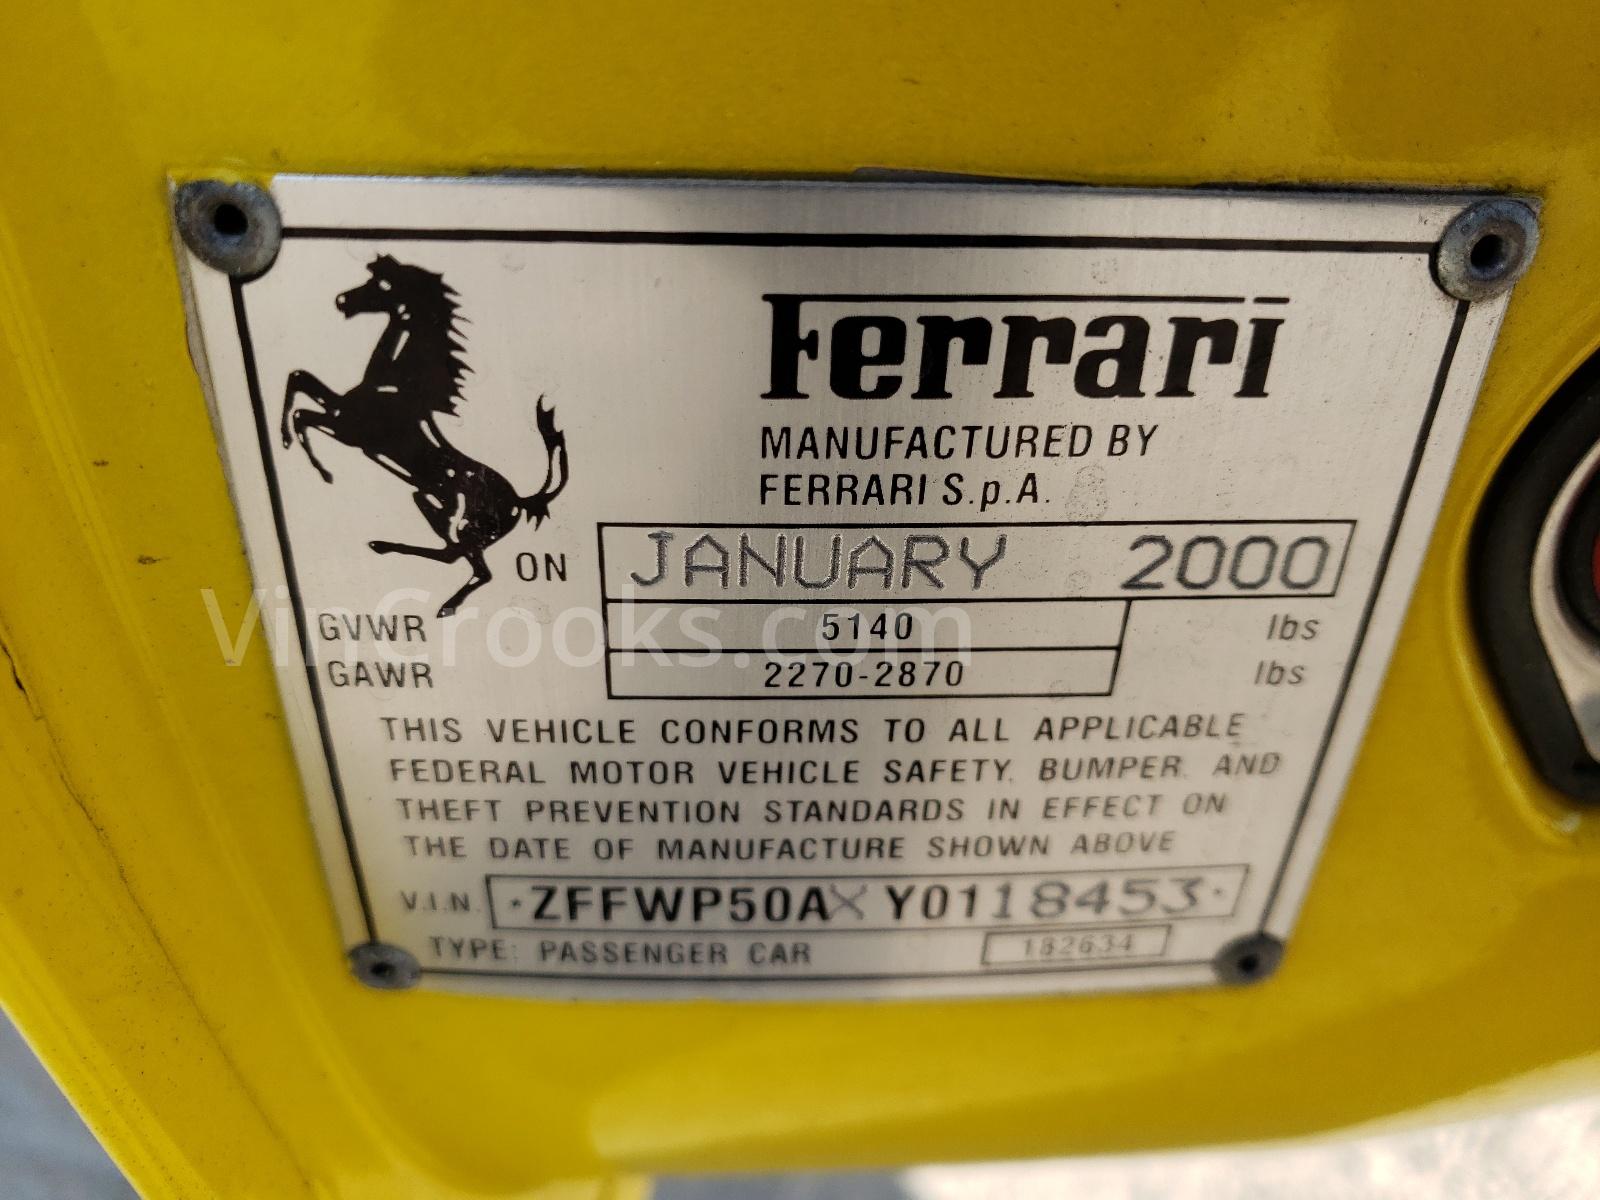 Ferrari
MANUFACTURED BY
FERRARI S.p.A.
ON JANUARY 2000
GVWR 5140 lbs
GAWR 2270-2870 lbs
THIS VEHICLE CONFORMS TO ALL APPLICABLE
FEDERAL MOTOR VEHICLE SAFETY, BUMPER, AND
THEFT PREVENTION STANDARDS IN EFFECT ON
THE DATE OF MANUFACTURE SHOWN ABOVE
V.I.N. ·ZFFWP50AX Y0118453·
TYPE: PASSENGER CAR 182634
VinCrooks.com